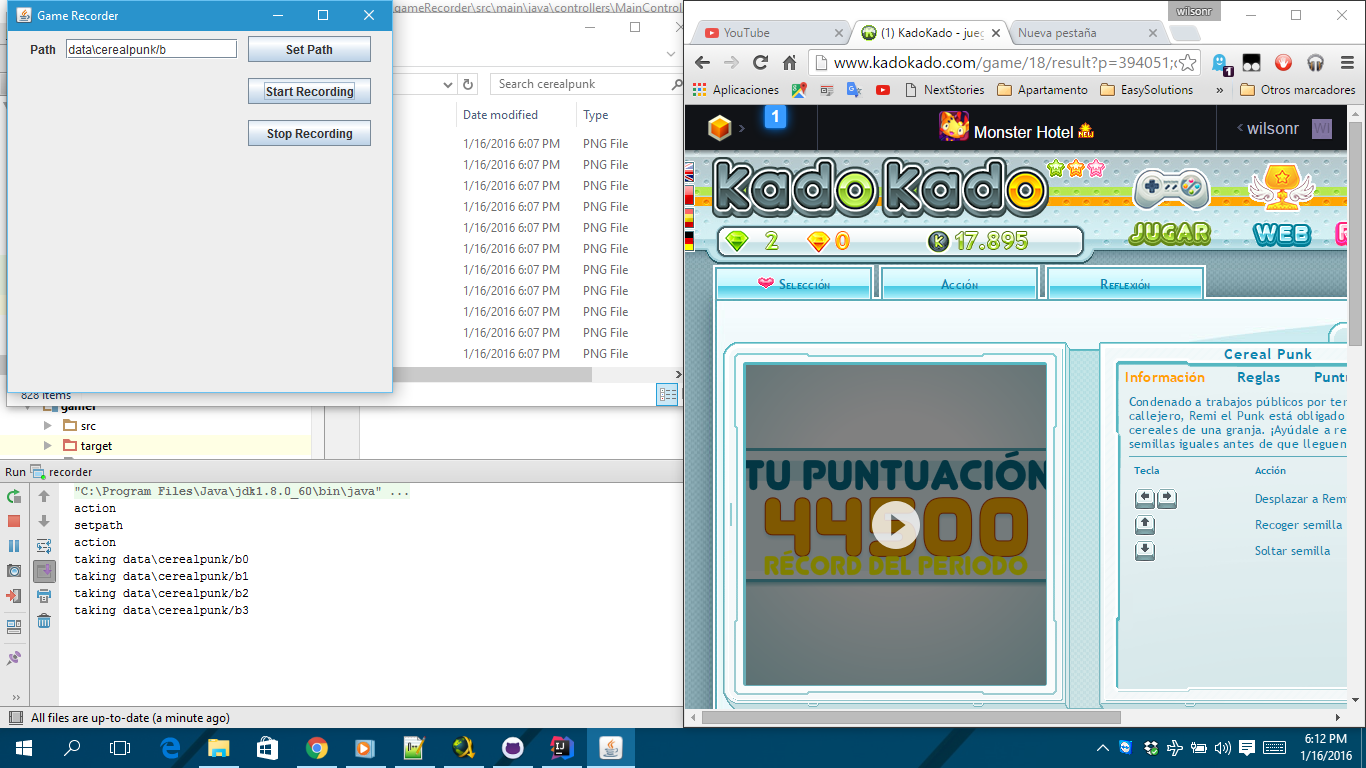 Game Recorder
Path data\cerealpunk/b Set Path
Start Recording
Stop Recording
gameRecorder\src\main\java\controllers\MainControl
Search cerealpunk
Date modified Type
1/16/2016 6:07 PM PNG File
1/16/2016 6:07 PM PNG File
1/16/2016 6:07 PM PNG File
1/16/2016 6:07 PM PNG File
1/16/2016 6:07 PM PNG File
1/16/2016 6:07 PM PNG File
1/16/2016 6:07 PM PNG File
1/16/2016 6:07 PM PNG File
1/16/2016 6:07 PM PNG File
1/16/2016 6:07 PM PNG File
1/16/2016 6:07 PM PNG File
828 items
gamer
src
target
Run recorder
"C:\Program Files\Java\jdk1.8.0_60\bin\java" ...
action
setpath
action
taking data\cerealpunk/b0
taking data\cerealpunk/b1
taking data\cerealpunk/b2
taking data\cerealpunk/b3
All files are up-to-date (a minute ago)
wilsonr
YouTube (1) KadoKado - jueg Nueva pestaña
www.kadokado.com/game/18/result?p=394051;
1
Aplicaciones NextStories Apartamento EasySolutions » Otros marcadores
1 Monster Hotel NEW wilsonr WI
kadokado
2 0 K 17.895
JUGAR WEB
Selección Acción Reflexión
TU PUNTUACIÓN
44500
RÉCORD DEL PERIODO
Cereal Punk
Información Reglas Puntu
Condenado a trabajos públicos por ter
callejero, Remi el Punk está obligado
cereales de una granja. ¡Ayúdale a re
semillas iguales antes de que lleguen
Tecla Acción
Desplazar a Rem
Recoger semilla
Soltar semilla
6:12 PM
1/16/2016